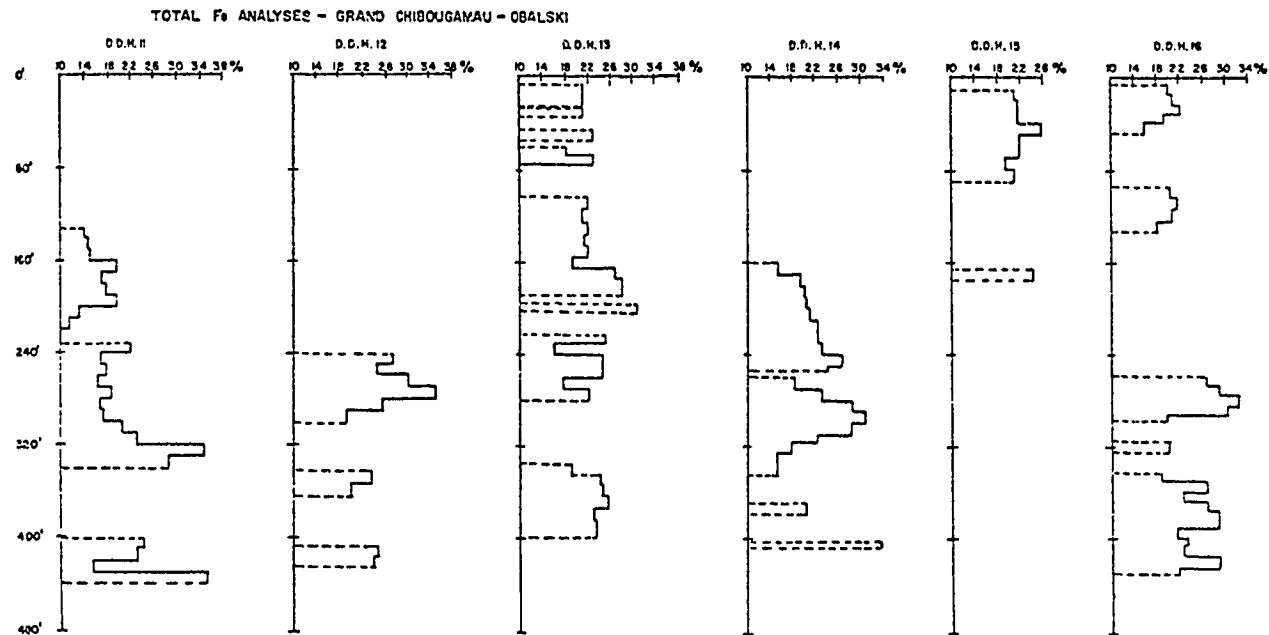 TOTAL Fe ANALYSES - GRAND CHIBOUGAMAU - OBALSKI
D.D.H. 11
10 14 18 22 26 30 34 38 %
D.D.H. 12
10 14 18 22 26 30 34 38 %
D.D.H. 13
10 14 18 22 26 30 34 38 %
D.D.H. 14
10 14 18 22 26 30 34 %
D.D.H. 15
10 14 18 22 26 %
D.D.H. 16
10 14 18 22 26 30 34 %
0'
80'
160'
240'
320'
400'
400'